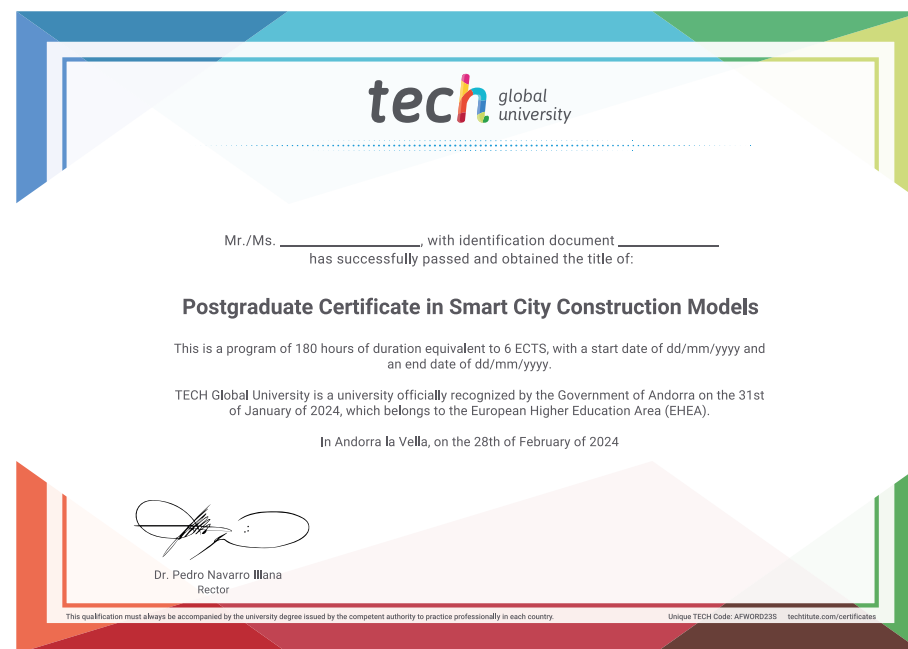 tech global university
Mr./Ms. ____________, with identification document ____________
has successfully passed and obtained the title of:
Postgraduate Certificate in Smart City Construction Models
This is a program of 180 hours of duration equivalent to 6 ECTS, with a start date of dd/mm/yyyy and
an end date of dd/mm/yyyy.
TECH Global University is a university officially recognized by the Government of Andorra on the 31st
of January of 2024, which belongs to the European Higher Education Area (EHEA).
In Andorra la Vella, on the 28th of February of 2024
Dr. Pedro Navarro Illana
Rector
This qualification must always be accompanied by the university degree issued by the competent authority to practice professionally in each country.
Unique TECH Code: AFWORD23S techtitute.com/certificates